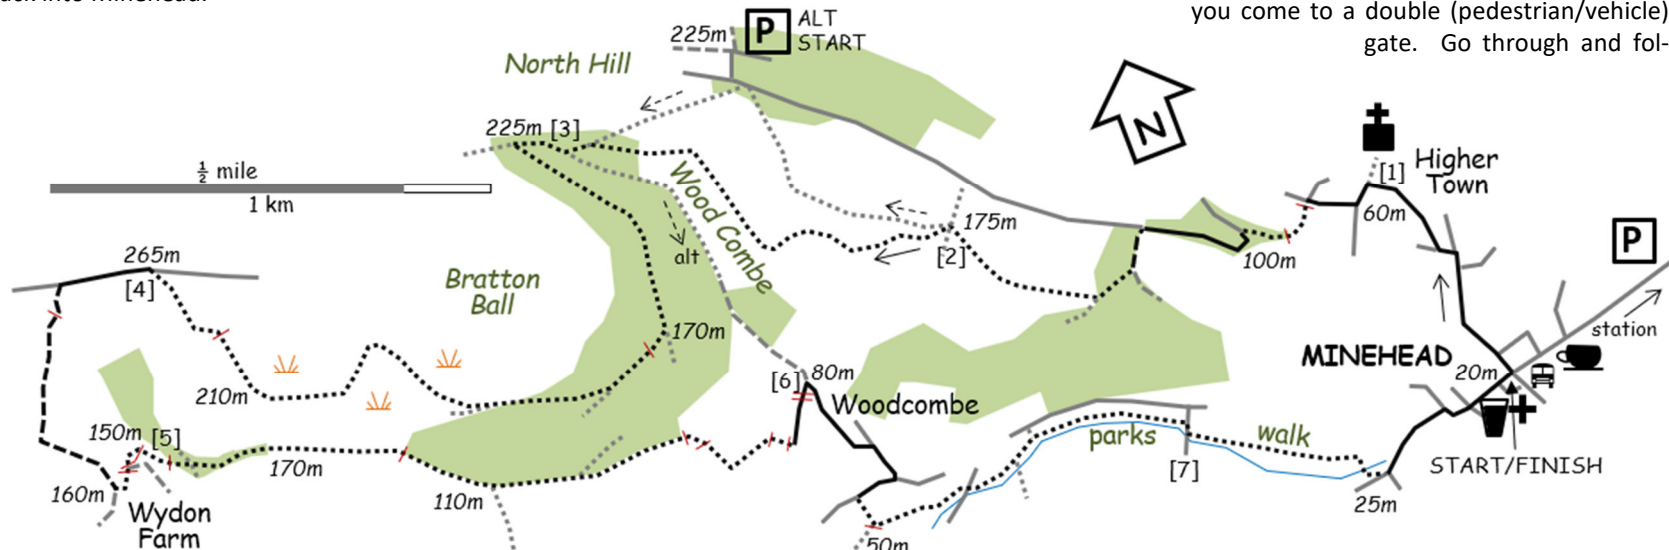 you come to a double (pedestrian/vehicle)
gate. Go through and fol-
225m
P
ALT
START
North Hill
N
225m [3]
½ mile
1 km
Wood Combe
[1]
Higher
Town
60m
175m
[2]
100m
P
265m
[4]
Bratton
Ball
alt
station
170m
MINEHEAD
20m
210m
[6]
80m
Woodcombe
150m
[5]
170m
parks
walk
[7]
START/FINISH
160m
110m
25m
Wydon
Farm
50m